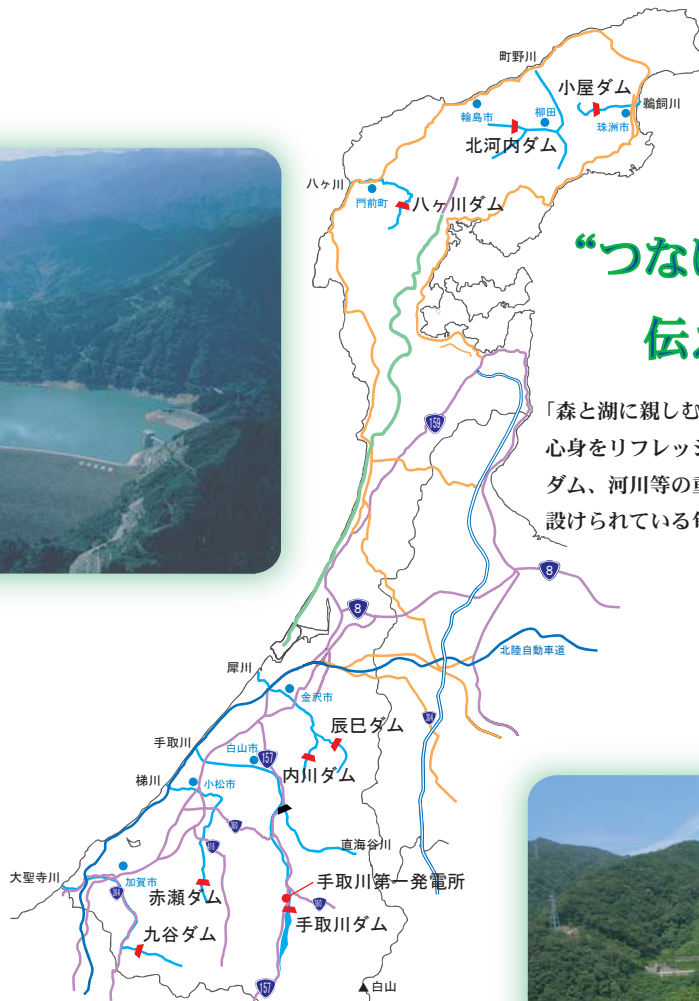 町野川
小屋ダム
鵜飼川
輪島市
柳田
珠洲市
北河内ダム
八ヶ川
門前町
八ヶ川ダム
“つなげ
伝え
「森と湖に親しむ
心身をリフレッシ
ダム、河川等の重
設けられている
159
8
8
北陸自動車道
犀川
金沢市
304
辰巳ダム
手取川
白山市
157
内川ダム
梯川
小松市
360
416
直海谷川
大聖寺川
加賀市
364
手取川第一発電所
赤瀬ダム
360
手取川ダム
九谷ダム
157
▲白山